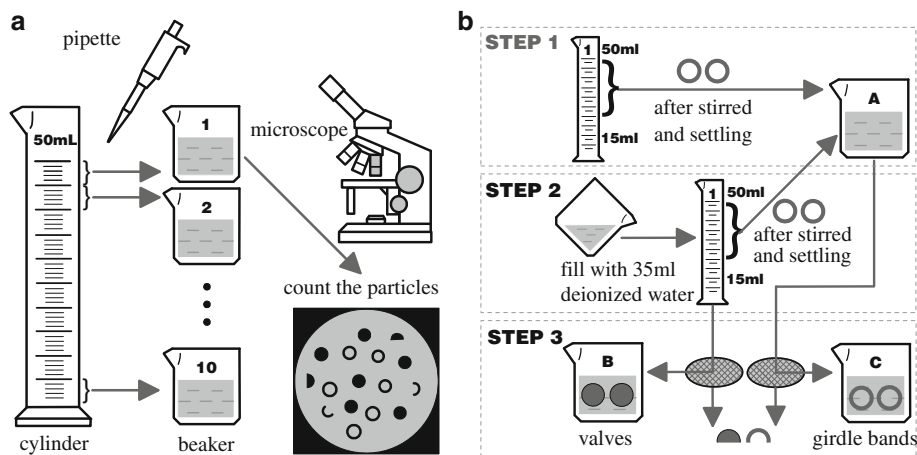 a
pipette
50mL
1
microscope
2
count the particles
10
cylinder
beaker
b
STEP 1
1
50ml
15ml
after stirred
and settling
A
STEP 2
fill with 35ml
deionized water
1
50ml
15ml
after stirred
and settling
STEP 3
B
valves
C
girdle bands